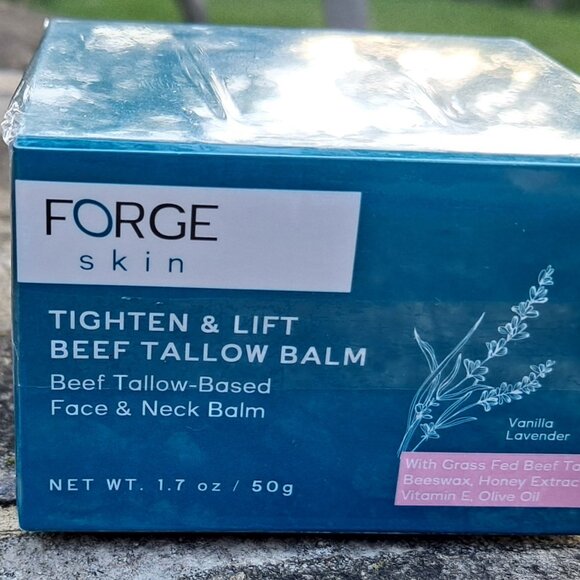 FORGE
skin
TIGHTEN & LIFT
BEEF TALLOW BALM
Beef Tallow-Based
Face & Neck Balm
Vanilla
Lavender
With Grass Fed Beef
Beeswax, Honey
Vitamin E, Olive Oil
NET WT. 1.7 oz / 50g